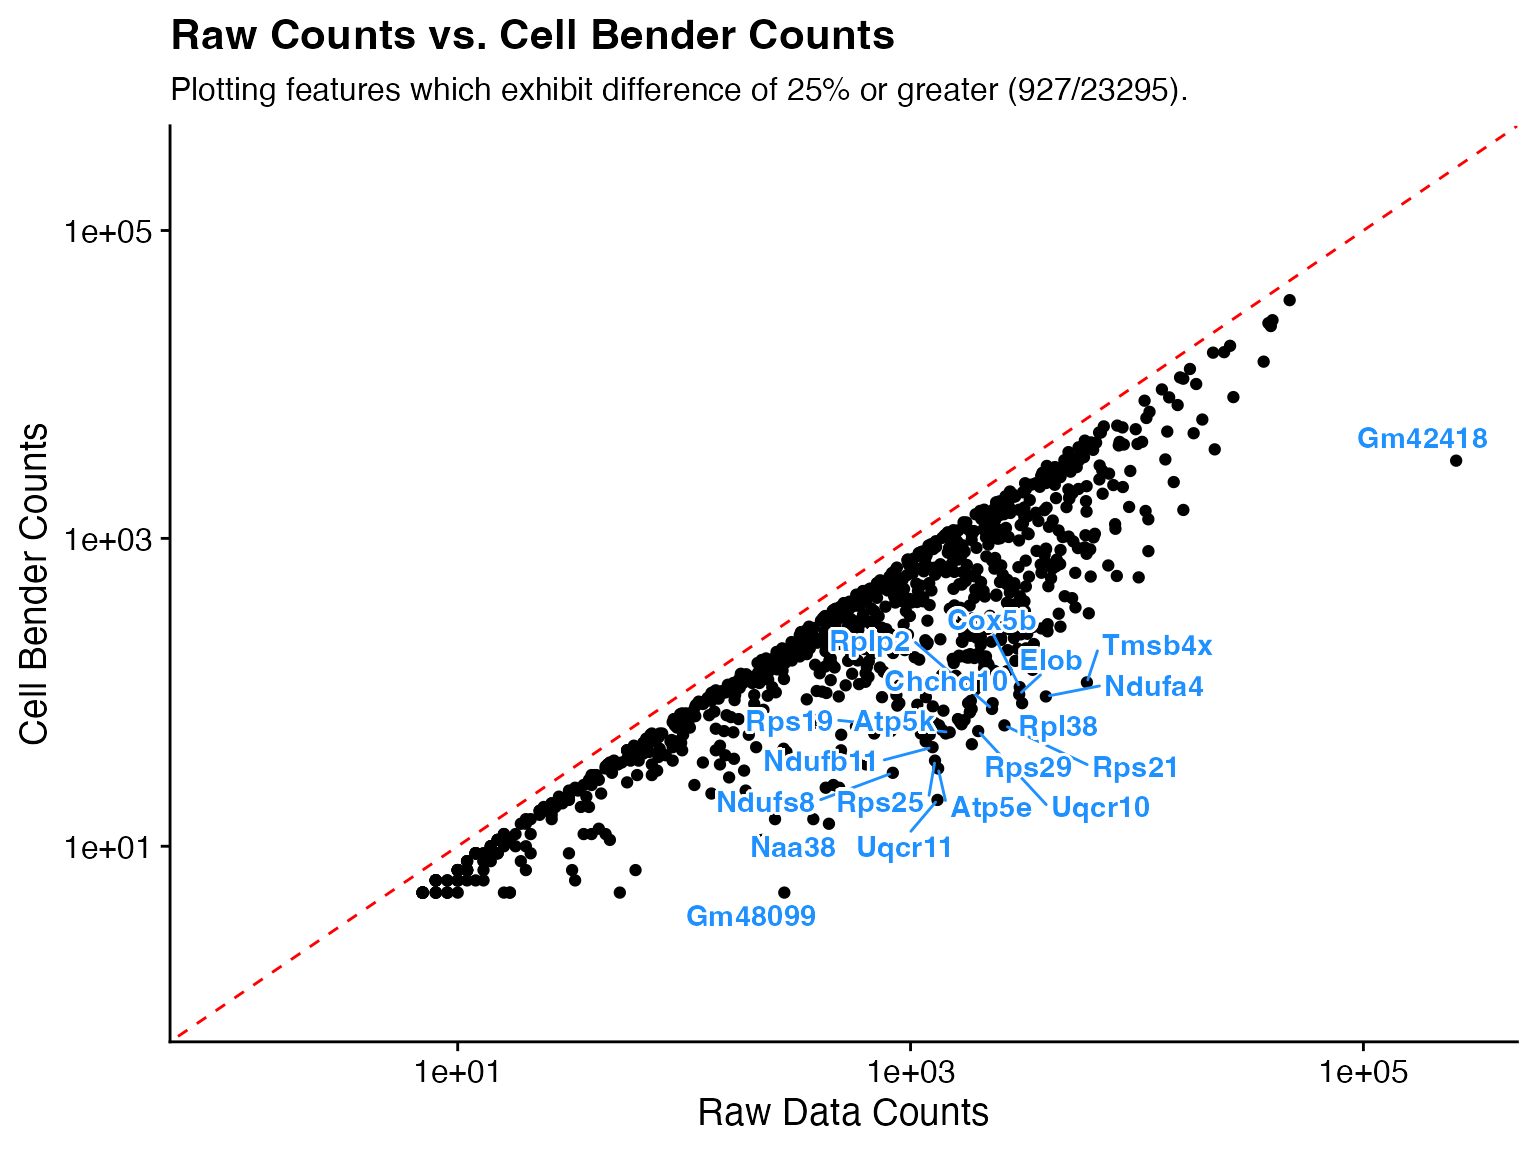 Raw Counts vs. Cell Bender Counts
Plotting features which exhibit difference of 25% or greater (927/23295).
Cell Bender Counts
1e+05
1e+03
1e+01
Gm42418
Cox5b
Rplp2
Tmsb4x
Elob
Chchd10
Ndufa4
Rps19
Atp5k
Rpl38
Ndufb11
Rps29
Rps21
Ndufs8
Rps25
Atp5e
Uqcr10
Naa38
Uqcr11
Gm48099
1e+01
1e+03
1e+05
Raw Data Counts